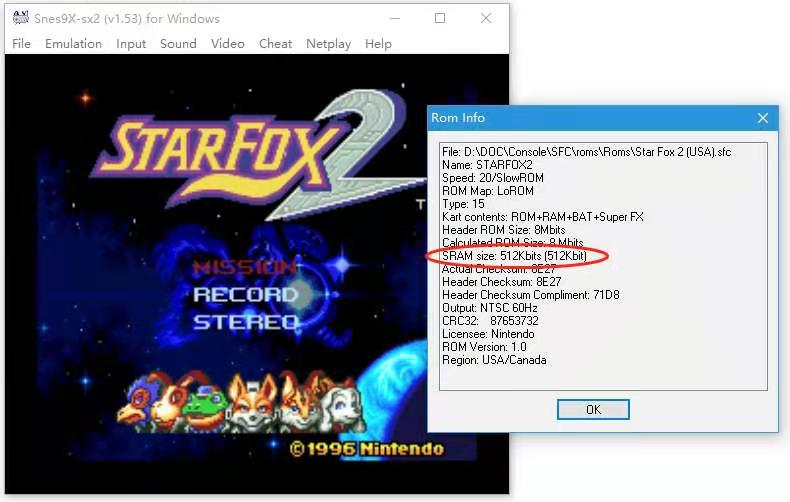 Snes9X-sx2 (v1.53) for Windows
File Emulation Input Sound Video Cheat Netplay Help
STARFOX 2
T
MISSION
RECORD
STEREO
©1996 Nintendo
Rom Info
File: D:\DOC\Console\SFC\roms\Roms\Star Fox 2 (USA).sfc
Name: STARFOX2
Speed: 20/SlowROM
ROM Map: LoROM
Type: 15
Kart contents: ROM+RAM+BAT+Super FX
Header ROM Size: 8Mbits
Calculated ROM Size: 8 Mbits
SRAM size: 512Kbits (512Kbit)
Actual Checksum: 8E27
Header Checksum: 8E27
Header Checksum Compliment: 71D8
Output: NTSC 60Hz
CRC32: 87653732
Licensee: Nintendo
ROM Version: 1.0
Region: USA/Canada
OK